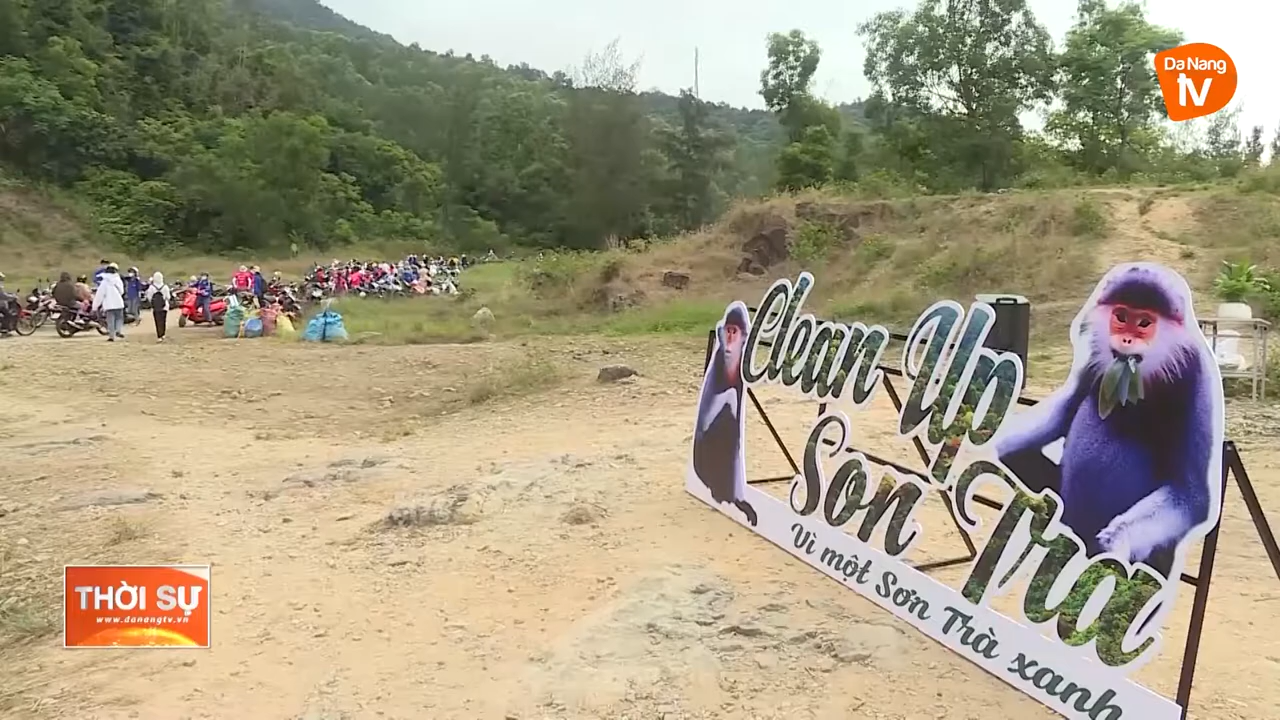 Da Nang
tv
Clean Up
Sơn Trà
Vì một Sơn Trà xanh
THỜI SỰ
www.danangtv.vn